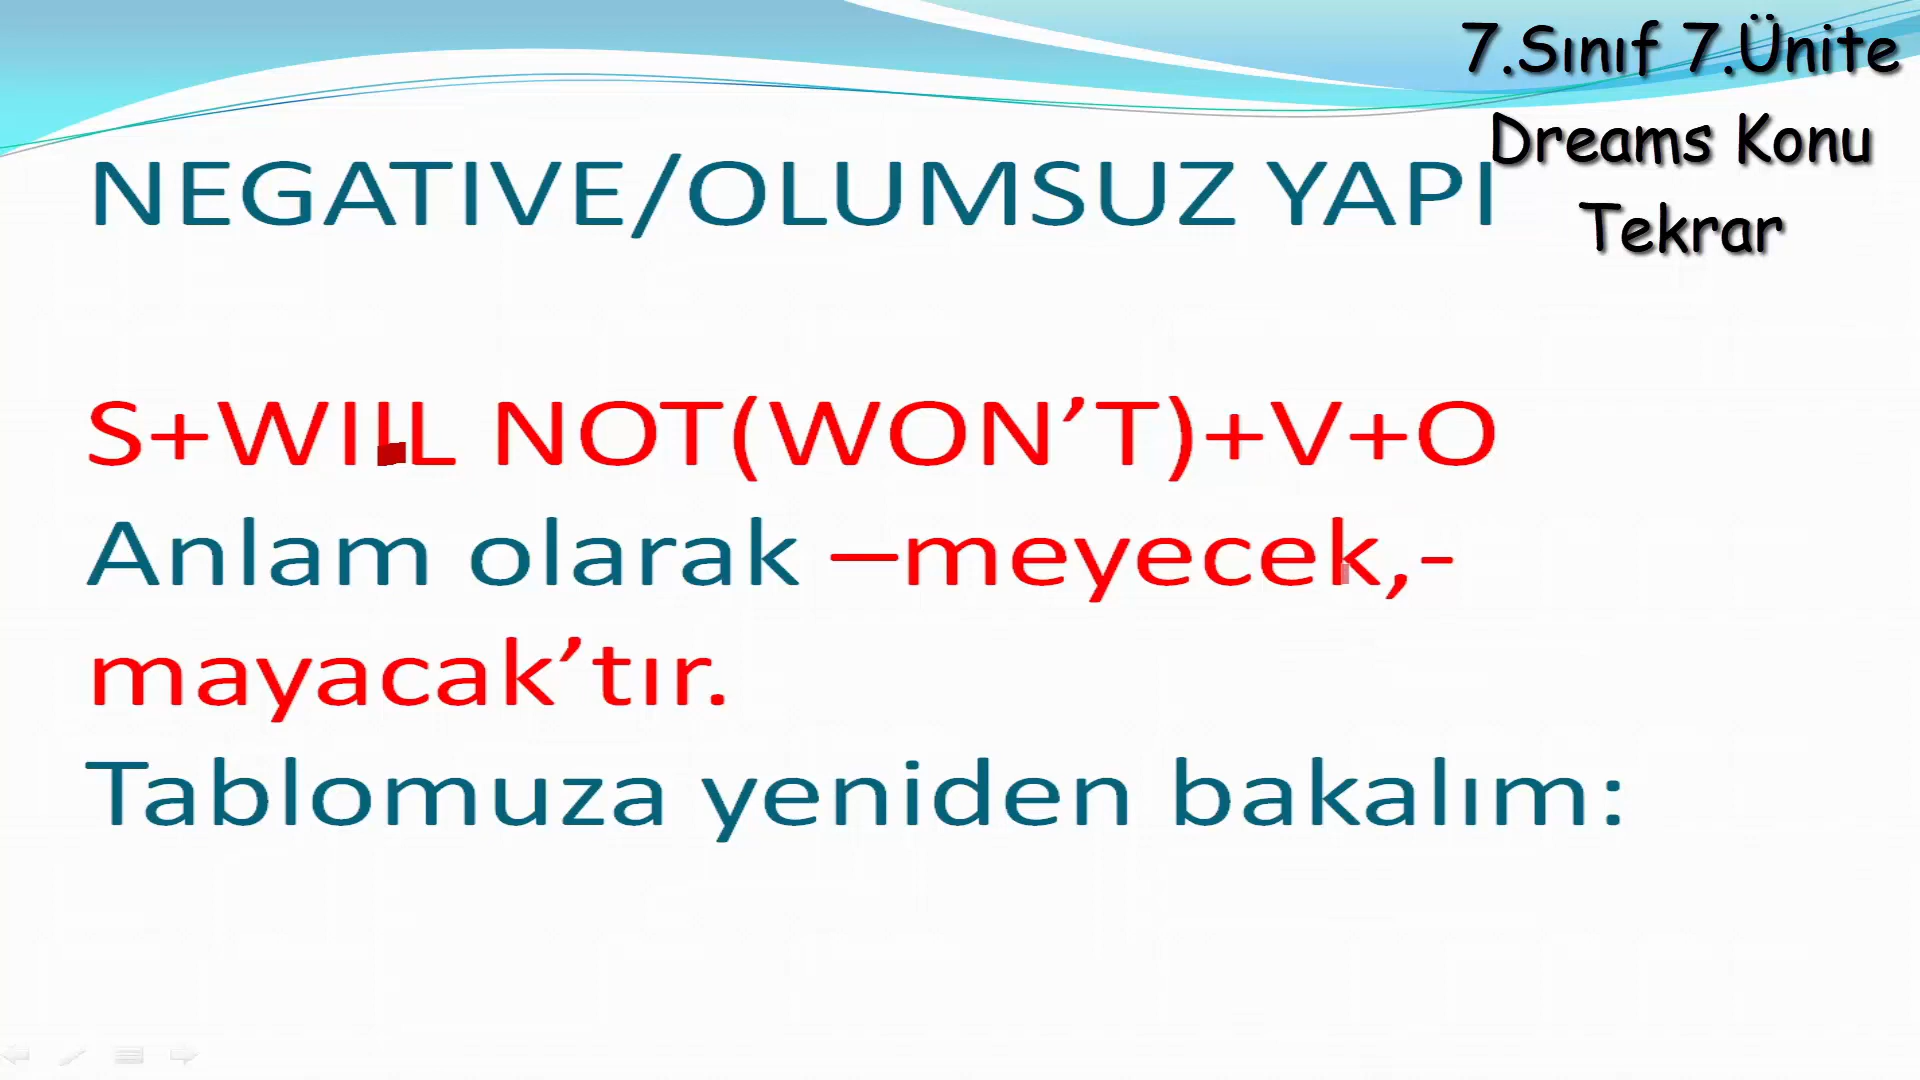 7.Sınıf 7.Ünite
Dreams Konu
Tekrar
NEGATIVE/OLUMSUZ YAPI
S+WILL NOT(WON’T)+V+O
Anlam olarak –meyecek,-
mayacak’tır.
Tablomuza yeniden bakalım: